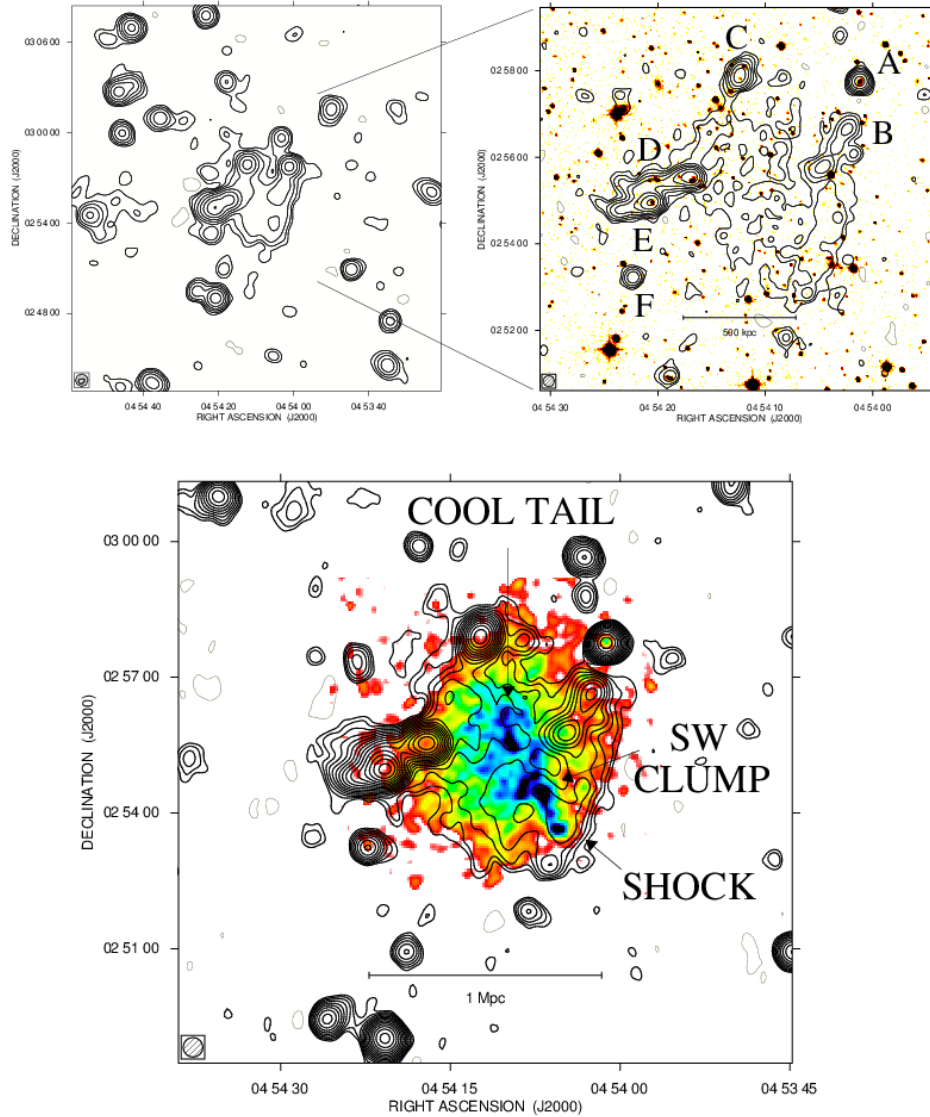 03 06 00
03 00 00
02 54 00
02 48 00
DECLINATION (J2000)
04 54 40
04 54 20
04 54 00
04 53 40
RIGHT ASCENSION (J2000)
02 58 00
02 56 00
02 54 00
02 52 00
DECLINATION (J2000)
C
A
B
D
E
F
500 kpc
04 54 30
04 54 20
04 54 10
04 54 00
RIGHT ASCENSION (J2000)
COOL TAIL
03 00 00
02 57 00
02 54 00
02 51 00
DECLINATION (J2000)
SW
CLUMP
SHOCK
1 Mpc
04 54 30
04 54 15
04 54 00
04 53 45
RIGHT ASCENSION (J2000)